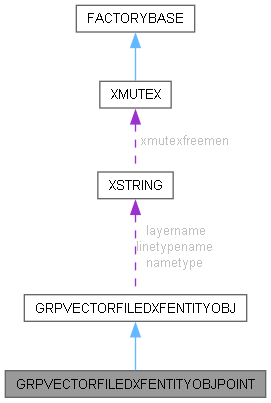 FACTORYBASE
XMUTEX
xmutexfreemen
XSTRING
layername
linetypename
nametype
GRPVECTORFILEDXFENTITYOBJ
GRPVECTORFILEDXFENTITYOBJPOINT